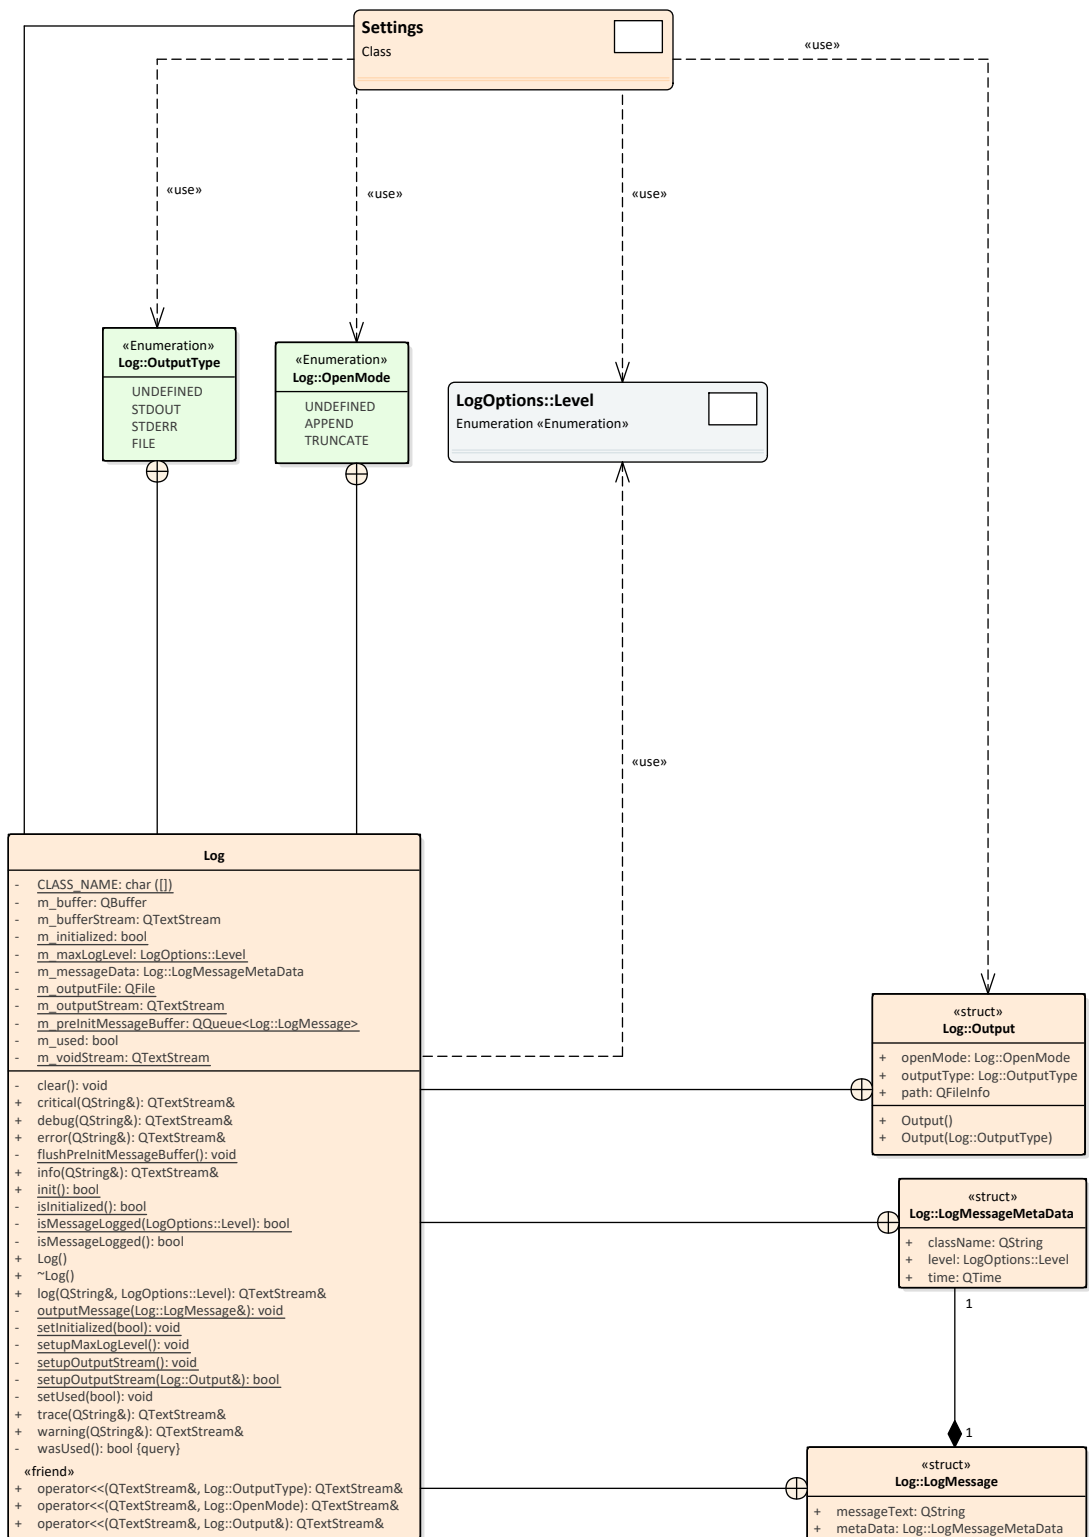 Settings
Class
«use»
«use»
«use»
«use»
«Enumeration»
Log::OutputType
UNDEFINED
STDOUT
STDERR
FILE
«Enumeration»
Log::OpenMode
UNDEFINED
APPEND
TRUNCATE
LogOptions::Level
Enumeration «Enumeration»
«use»
Log
- CLASS_NAME: char ([])
- m_buffer: QBuffer
- m_bufferStream: QTextStream
- m_initialized: bool
- m_maxLogLevel: LogOptions::Level
- m_messageData: Log::LogMessageMetaData
- m_outputFile: QFile
- m_outputStream: QTextStream
- m_preInitMessageBuffer: QQueue<Log::LogMessage>
- m_used: bool
- m_voidStream: QTextStream
- clear(): void
+ critical(QString&): QTextStream&
+ debug(QString&): QTextStream&
+ error(QString&): QTextStream&
- flushPreInitMessageBuffer(): void
+ info(QString&): QTextStream&
+ init(): bool
- isInitialized(): bool
- isMessageLogged(LogOptions::Level): bool
- isMessageLogged(): bool
+ Log()
+ ~Log()
+ log(QString&, LogOptions::Level): QTextStream&
- outputMessage(Log::LogMessage&): void
- setInitialized(bool): void
- setupMaxLogLevel(): void
- setupOutputStream(): void
- setupOutputStream(Log::Output&): bool
- setUsed(bool): void
+ trace(QString&): QTextStream&
+ warning(QString&): QTextStream&
- wasUsed(): bool {query}
«friend»
+ operator<<(QTextStream&, Log::OutputType): QTextStream&
+ operator<<(QTextStream&, Log::OpenMode): QTextStream&
+ operator<<(QTextStream&, Log::Output&): QTextStream&
«struct»
Log::Output
+ openMode: Log::OpenMode
+ outputType: Log::OutputType
+ path: QFileInfo
+ Output()
+ Output(Log::OutputType)
«struct»
Log::LogMessageMetaData
+ className: QString
+ level: LogOptions::Level
+ time: QTime
1
1
«struct»
Log::LogMessage
+ messageText: QString
+ metaData: Log::LogMessageMetaData